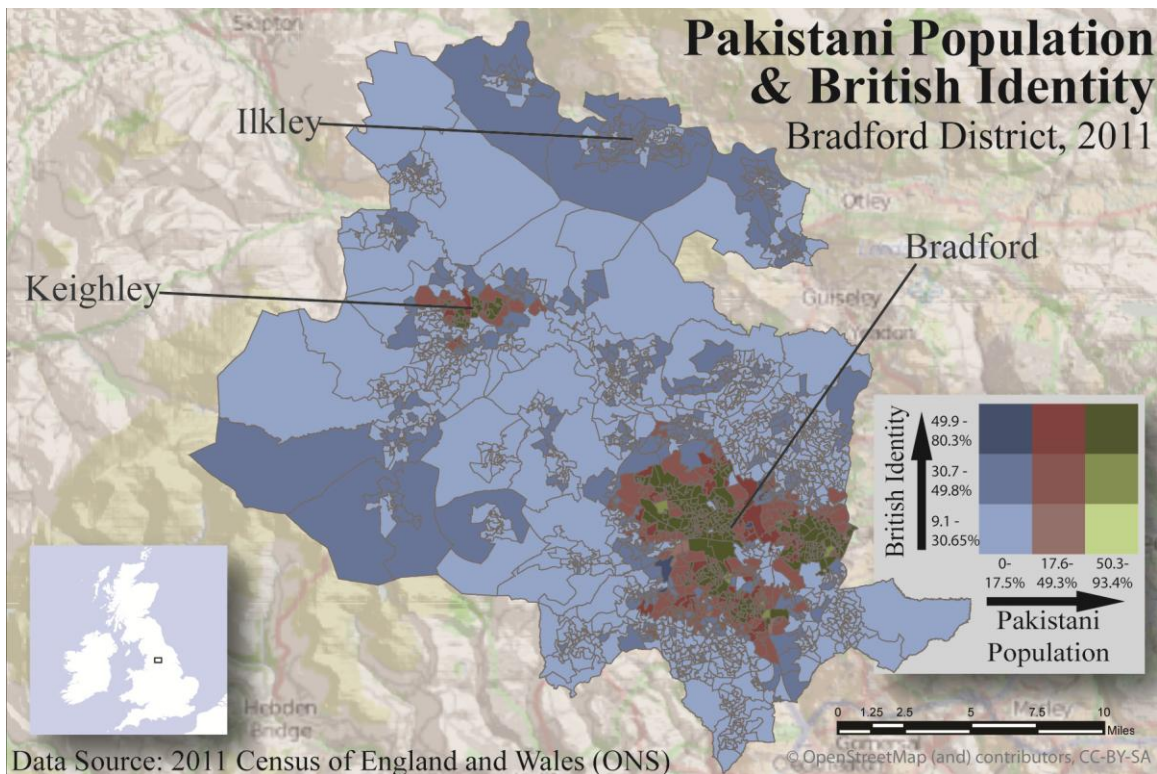 Pakistani Population
& British Identity
Bradford District, 2011
Skipton
Ilkley
Otley
Bradford
Keighley
Guiseley
British Identity
49.9 -
80.3%
30.7 -
49.8%
9.1 -
30.65%
0-
17.5%
17.6-
49.3%
50.3-
93.4%
Pakistani
Population
Hebden
Bridge
0 1.25 2.5 5 7.5 10
Miles
Data Source: 2011 Census of England and Wales (ONS)
© OpenStreetMap (and) contributors, CC-BY-SA